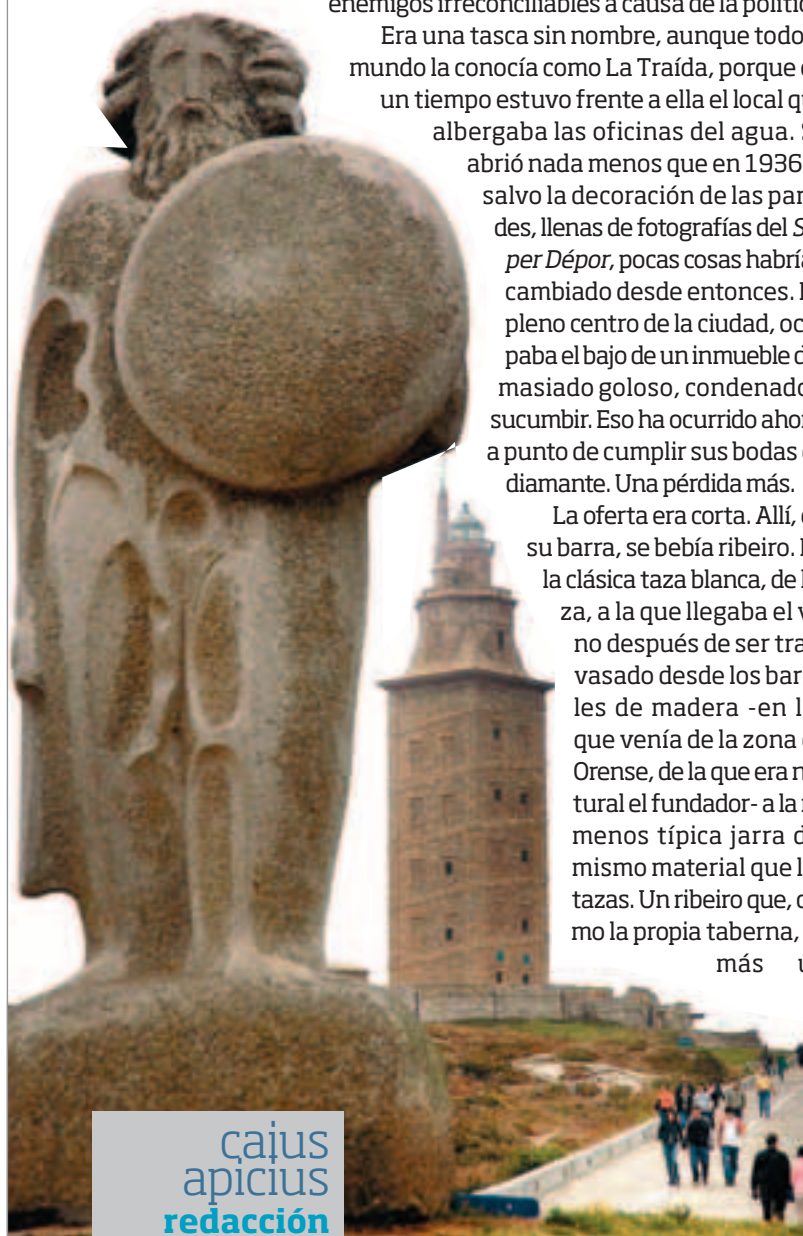 enemigos irreconciliables a causa de la polític
Era una tasca sin nombre, aunque todo
mundo la conocía como La Traída, porque e
un tiempo estuvo frente a ella el local qu
albergaba las oficinas del agua. S
abrió nada menos que en 1936
salvo la decoración de las par
des, llenas de fotografías del S
per Dépor, pocas cosas habría
cambiado desde entonces. E
pleno centro de la ciudad, oc
paba el bajo de un inmueble d
masiado goloso, condenado
sucumbir. Eso ha ocurrido ahor
a punto de cumplir sus bodas d
diamante. Una pérdida más.
La oferta era corta. Allí, e
su barra, se bebía ribeiro. E
la clásica taza blanca, de l
za, a la que llegaba el v
no después de ser tra
vasado desde los bar
les de madera -en l
que venía de la zona d
Orense, de la que era n
tural el fundador- a la n
menos típica jarra d
mismo material que l
tazas. Un ribeiro que, c
mo la propia taberna,
más u
caius
apicius
redacción